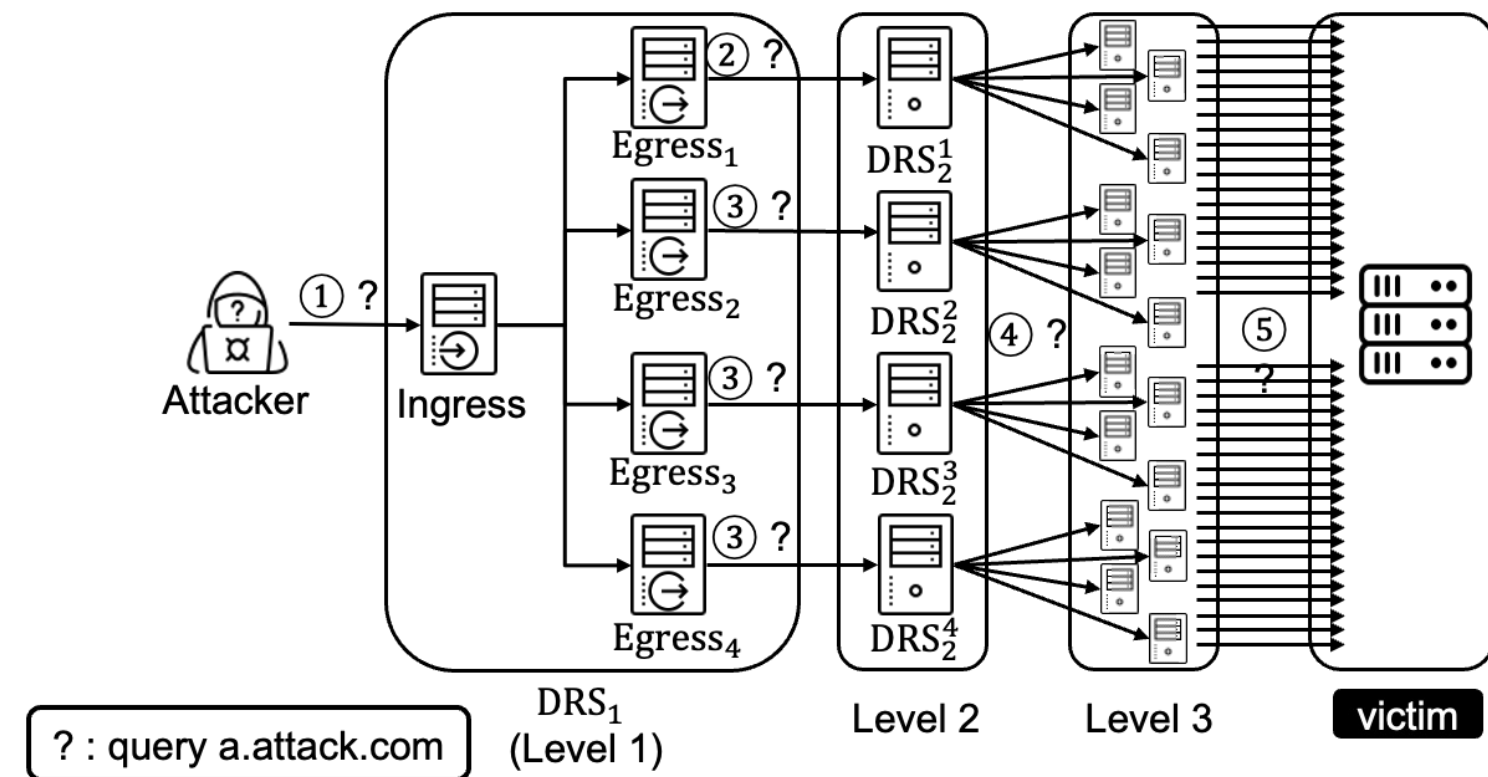 ② ?
Egress₁
DRS₂¹
③ ?
Egress₂
DRS₂²
① ?
Attacker
Ingress
④ ?
⑤
?
③ ?
Egress₃
DRS₂³
③ ?
Egress₄
DRS₂⁴
DRS₁
(Level 1)
Level 2
Level 3
victim
? : query a.attack.com